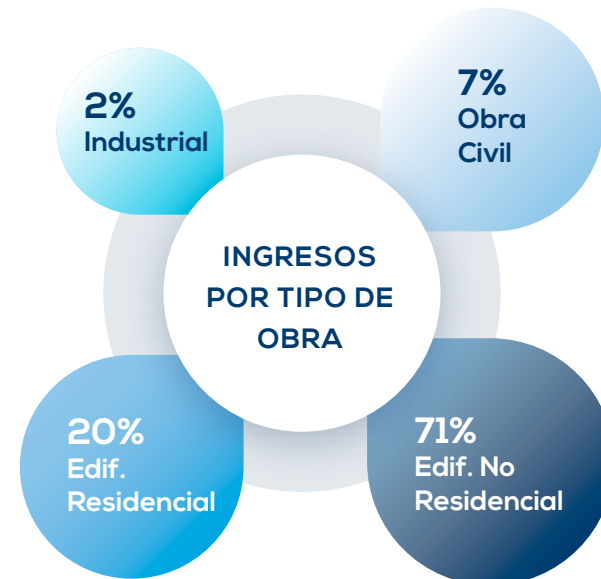 2%
Industrial
7%
Obra
Civil
INGRESOS
POR TIPO DE
OBRA
20%
Edif.
Residencial
71%
Edif. No
Residencial